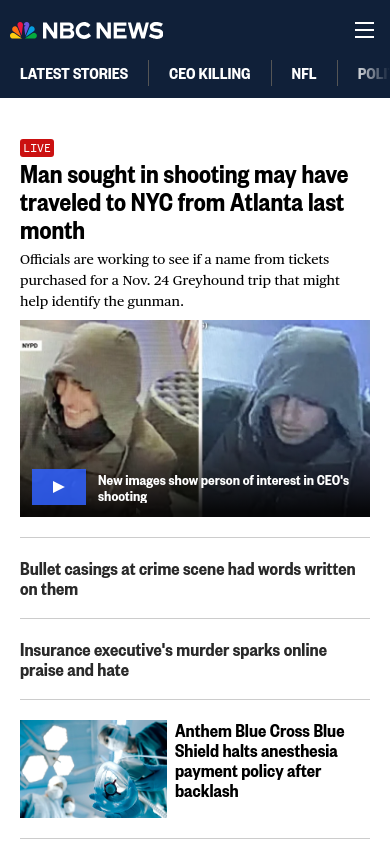 NBC NEWS
LATEST STORIES
CEO KILLING
NFL
POLI
LIVE
Man sought in shooting may have
traveled to NYC from Atlanta last
month
Officials are working to see if a name from tickets
purchased for a Nov. 24 Greyhound trip that might
help identify the gunman.
NYPD
New images show person of interest in CEO's
shooting
Bullet casings at crime scene had words written
on them
Insurance executive's murder sparks online
praise and hate
Anthem Blue Cross Blue
Shield halts anesthesia
payment policy after
backlash